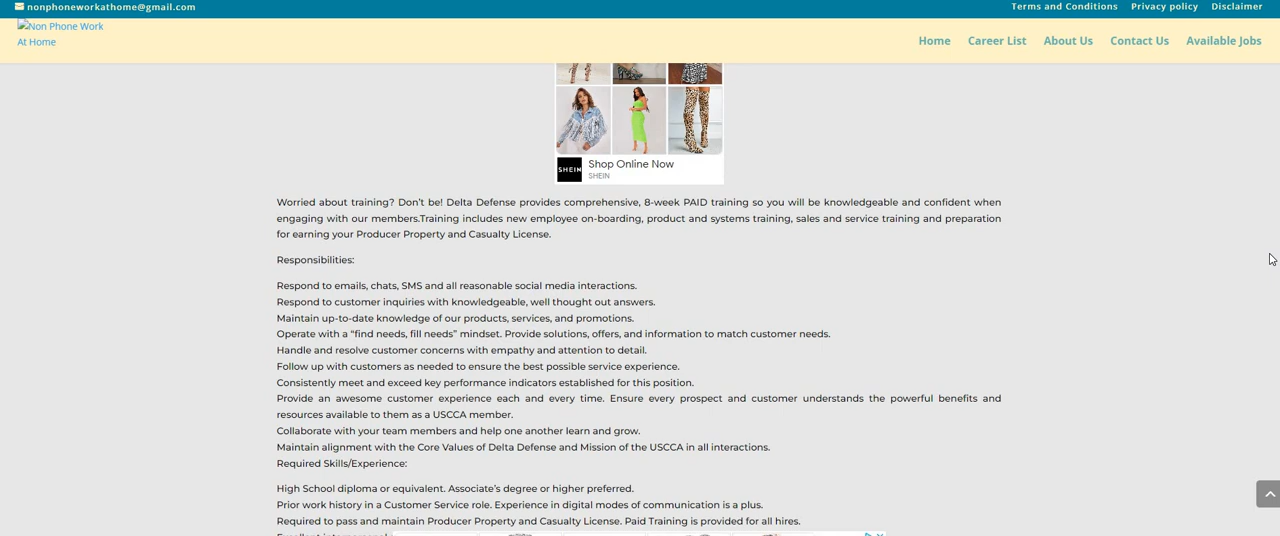 nonphoneworkathome@gmail.com
Terms and Conditions Privacy policy Disclaimer
Non Phone Work
At Home
Home Career List About Us Contact Us Available Jobs
SHEIN
Shop Online Now
SHEIN
Worried about training? Don’t be! Delta Defense provides comprehensive, 8-week PAID training so you will be knowledgeable and confident when
engaging with our members.Training includes new employee on-boarding, product and systems training, sales and service training and preparation
for earning your Producer Property and Casualty License.
Responsibilities:
Respond to emails, chats, SMS and all reasonable social media interactions.
Respond to customer inquiries with knowledgeable, well thought out answers.
Maintain up-to-date knowledge of our products, services, and promotions.
Operate with a “find needs, fill needs” mindset. Provide solutions, offers, and information to match customer needs.
Handle and resolve customer concerns with empathy and attention to detail.
Follow up with customers as needed to ensure the best possible service experience.
Consistently meet and exceed key performance indicators established for this position.
Provide an awesome customer experience each and every time. Ensure every prospect and customer understands the powerful benefits and
resources available to them as a USCCA member.
Collaborate with your team members and help one another learn and grow.
Maintain alignment with the Core Values of Delta Defense and Mission of the USCCA in all interactions.
Required Skills/Experience:
High School diploma or equivalent. Associate’s degree or higher preferred.
Prior work history in a Customer Service role. Experience in digital modes of communication is a plus.
Required to pass and maintain Producer Property and Casualty License. Paid Training is provided for all hires.